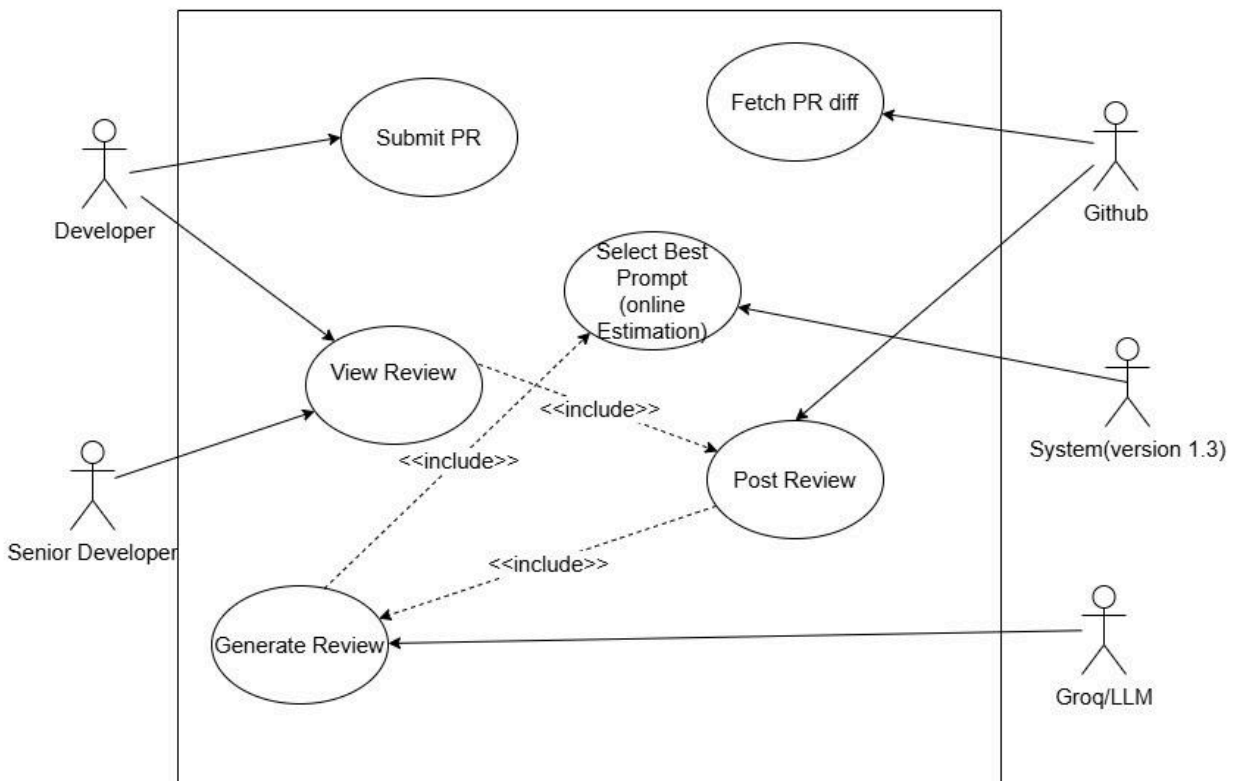 Submit PR
Fetch PR diff
Developer
Github
Select Best
Prompt
(online
Estimation)
View Review
<<include>>
System(version 1.3)
<<include>>
Post Review
Senior Developer
<<include>>
Generate Review
Groq/LLM